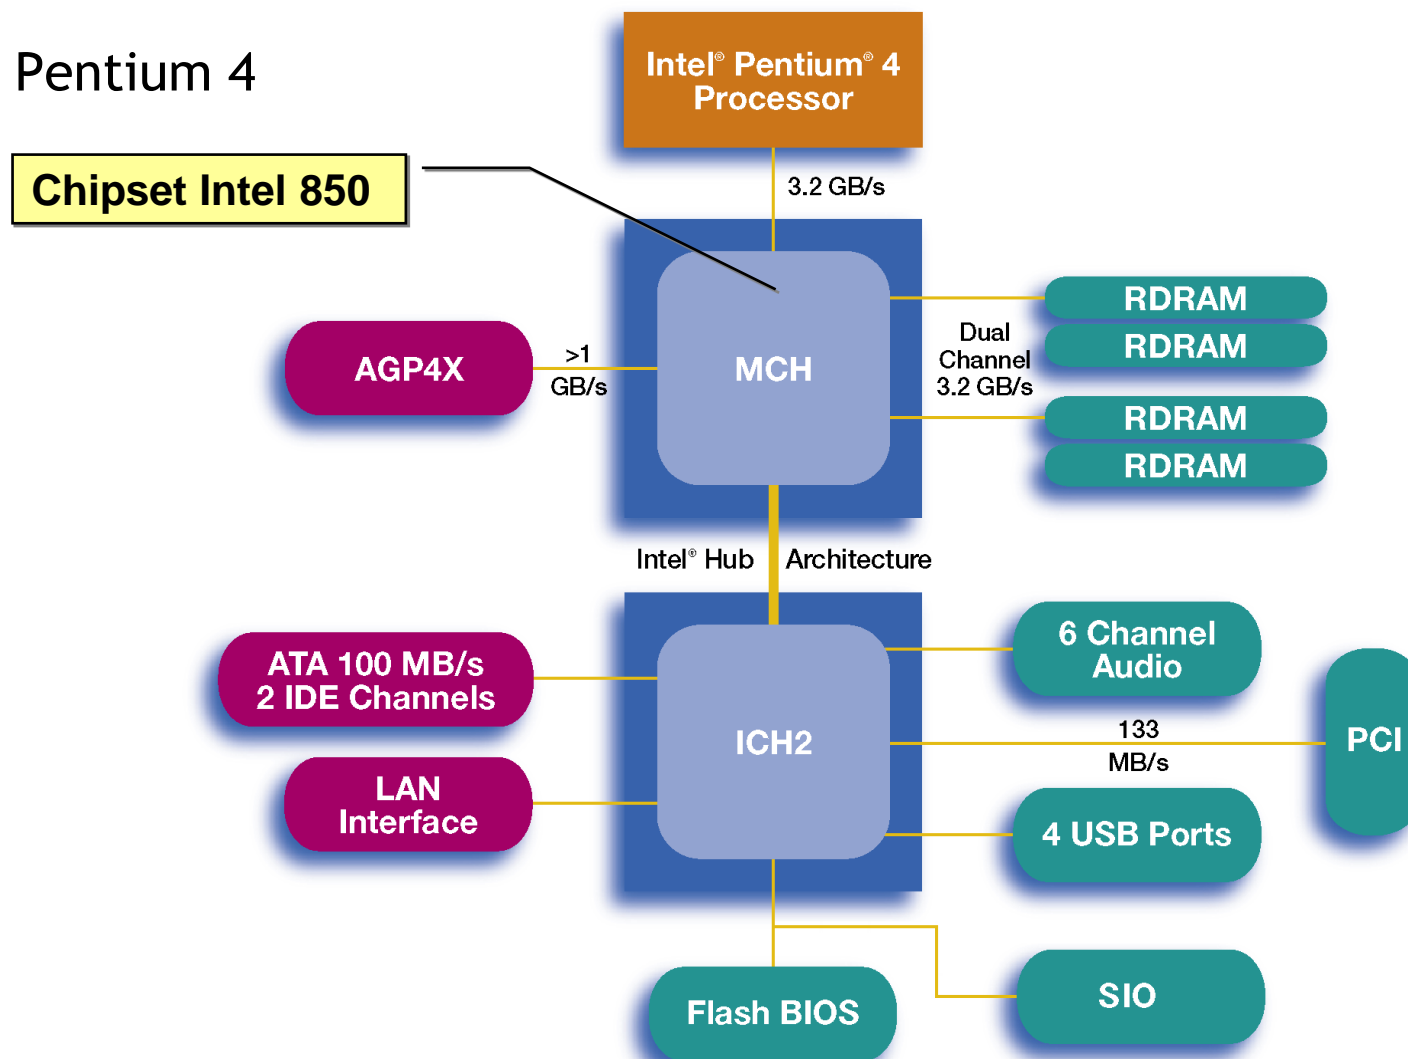 Pentium 4
Intel® Pentium® 4
Processor
Chipset Intel 850
3.2 GB/s
RDRAM
RDRAM
Dual
Channel
3.2 GB/s
RDRAM
RDRAM
AGP4X
>1
GB/s
MCH
Intel® Hub Architecture
6 Channel
Audio
ATA 100 MB/s
2 IDE Channels
ICH2
133
MB/s
PCI
LAN
Interface
4 USB Ports
Flash BIOS
SIO